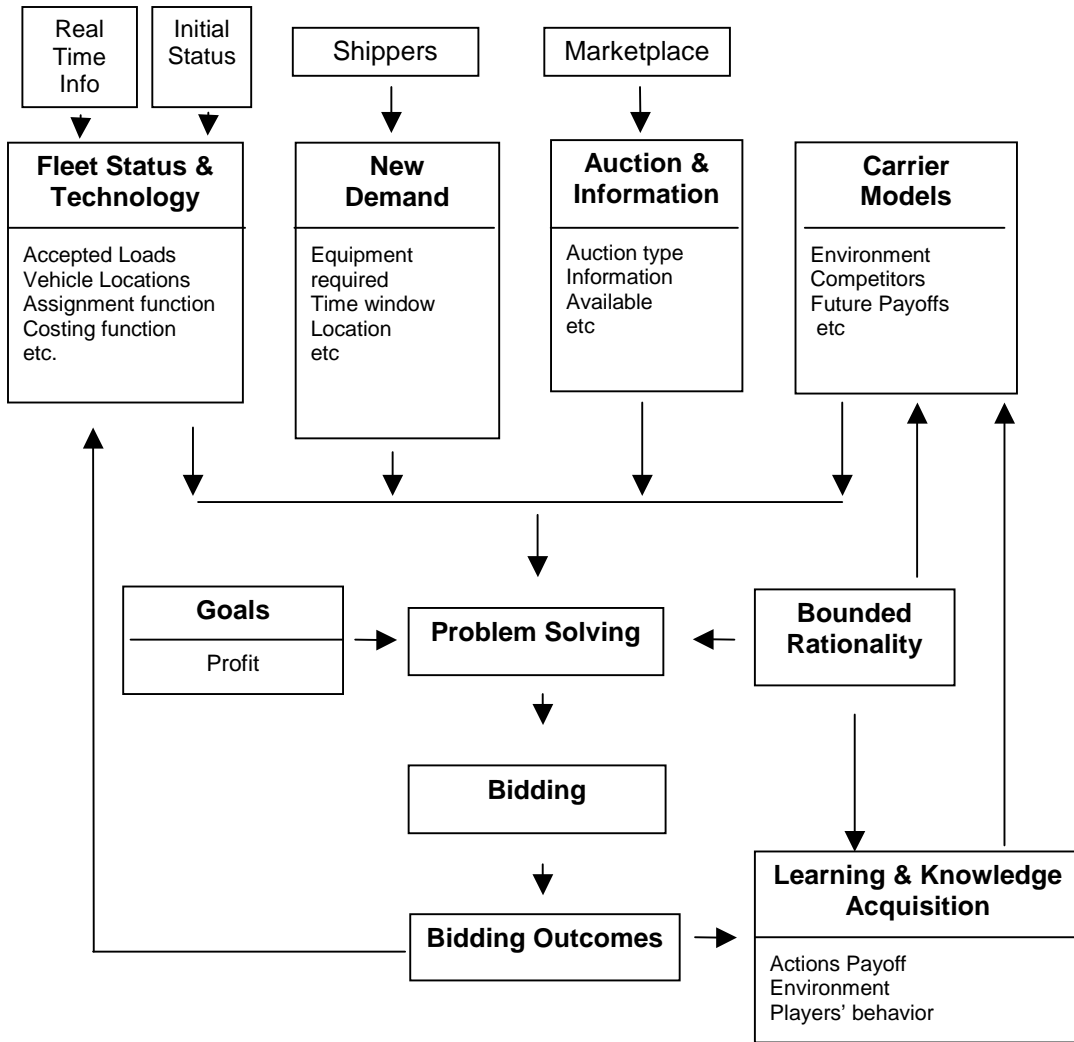 Real
Time
Info
Initial
Status
Shippers
Marketplace
Fleet Status &
Technology
Accepted Loads
Vehicle Locations
Assignment function
Costing function
etc.
New
Demand
Equipment
required
Time window
Location
etc
Auction &
Information
Auction type
Information
Available
etc
Carrier
Models
Environment
Competitors
Future Payoffs
etc
Goals
Profit
Problem Solving
Bounded
Rationality
Bidding
Bidding Outcomes
Learning & Knowledge
Acquisition
Actions Payoff
Environment
Players’ behavior